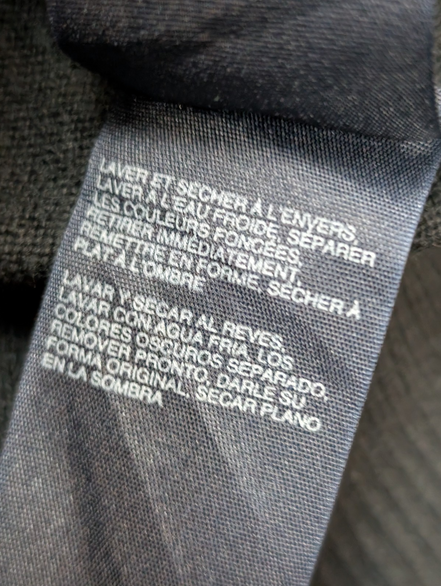 LAVER ET SÉCHER À L'ENVERS,
LAVER À L'EAU FROIDE, SÉPARER
LES COULEURS FONCÉES,
RETIRER IMMÉDIATEMENT,
REMETTRE EN FORME, SÉCHER À
PLAT À L'OMBRE
LAVAR Y SECAR AL REVES,
LAVAR CON AGUA FRIA, LOS
COLORES OSCUROS SEPARADO,
REMOVER PRONTO, DARLE SU
FORMA ORIGINAL, SECAR PLANO
EN LA SOMBRA